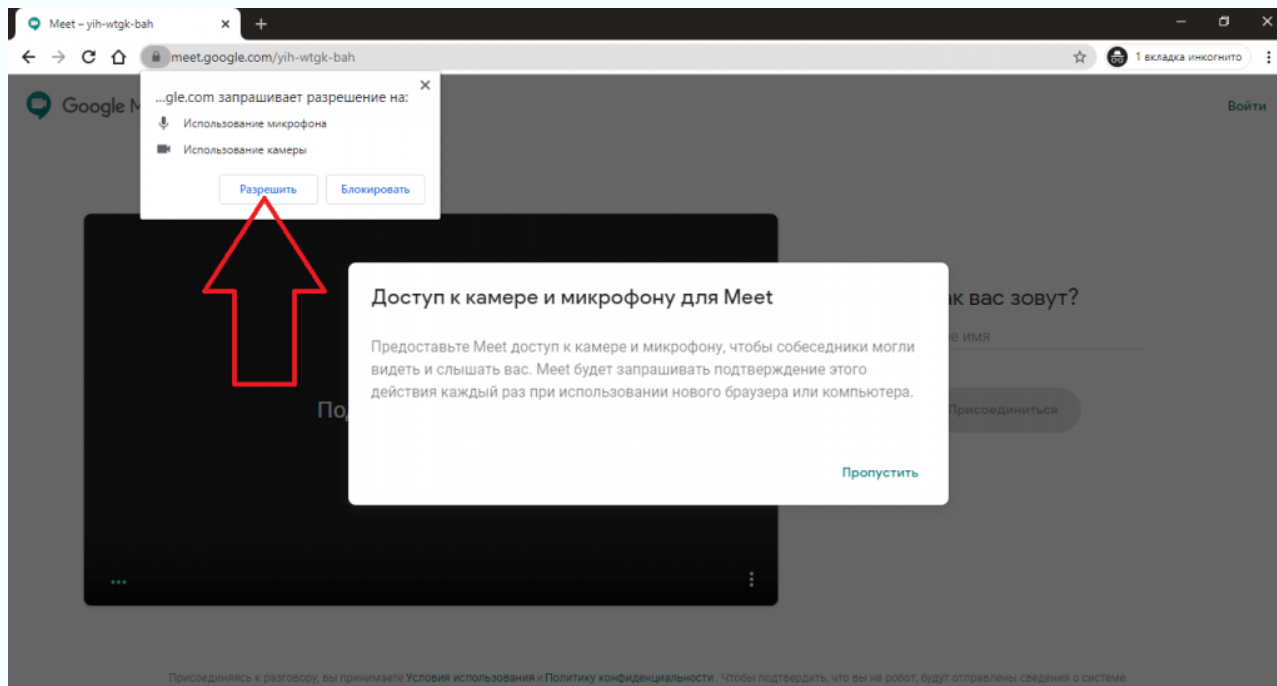 Meet – yih-wtgk-bah
meet.google.com/yih-wtgk-bah
1 вкладка инкогнито
...gle.com запрашивает разрешение на:
Использование микрофона
Использование камеры
Разрешить Блокировать
Google
Войти
Доступ к камере и микрофону для Meet
Предоставьте Meet доступ к камере и микрофону, чтобы собеседники могли
видеть и слышать вас. Meet будет запрашивать подтверждение этого
действия каждый раз при использовании нового браузера или компьютера.
Пропустить
вас зовут?
имя
Присоединиться
Присоединяясь к разговору, вы принимаете Условия использования и Политику конфиденциальности. Чтобы подтвердить, что вы не робот, будут отправлены сведения о системе.